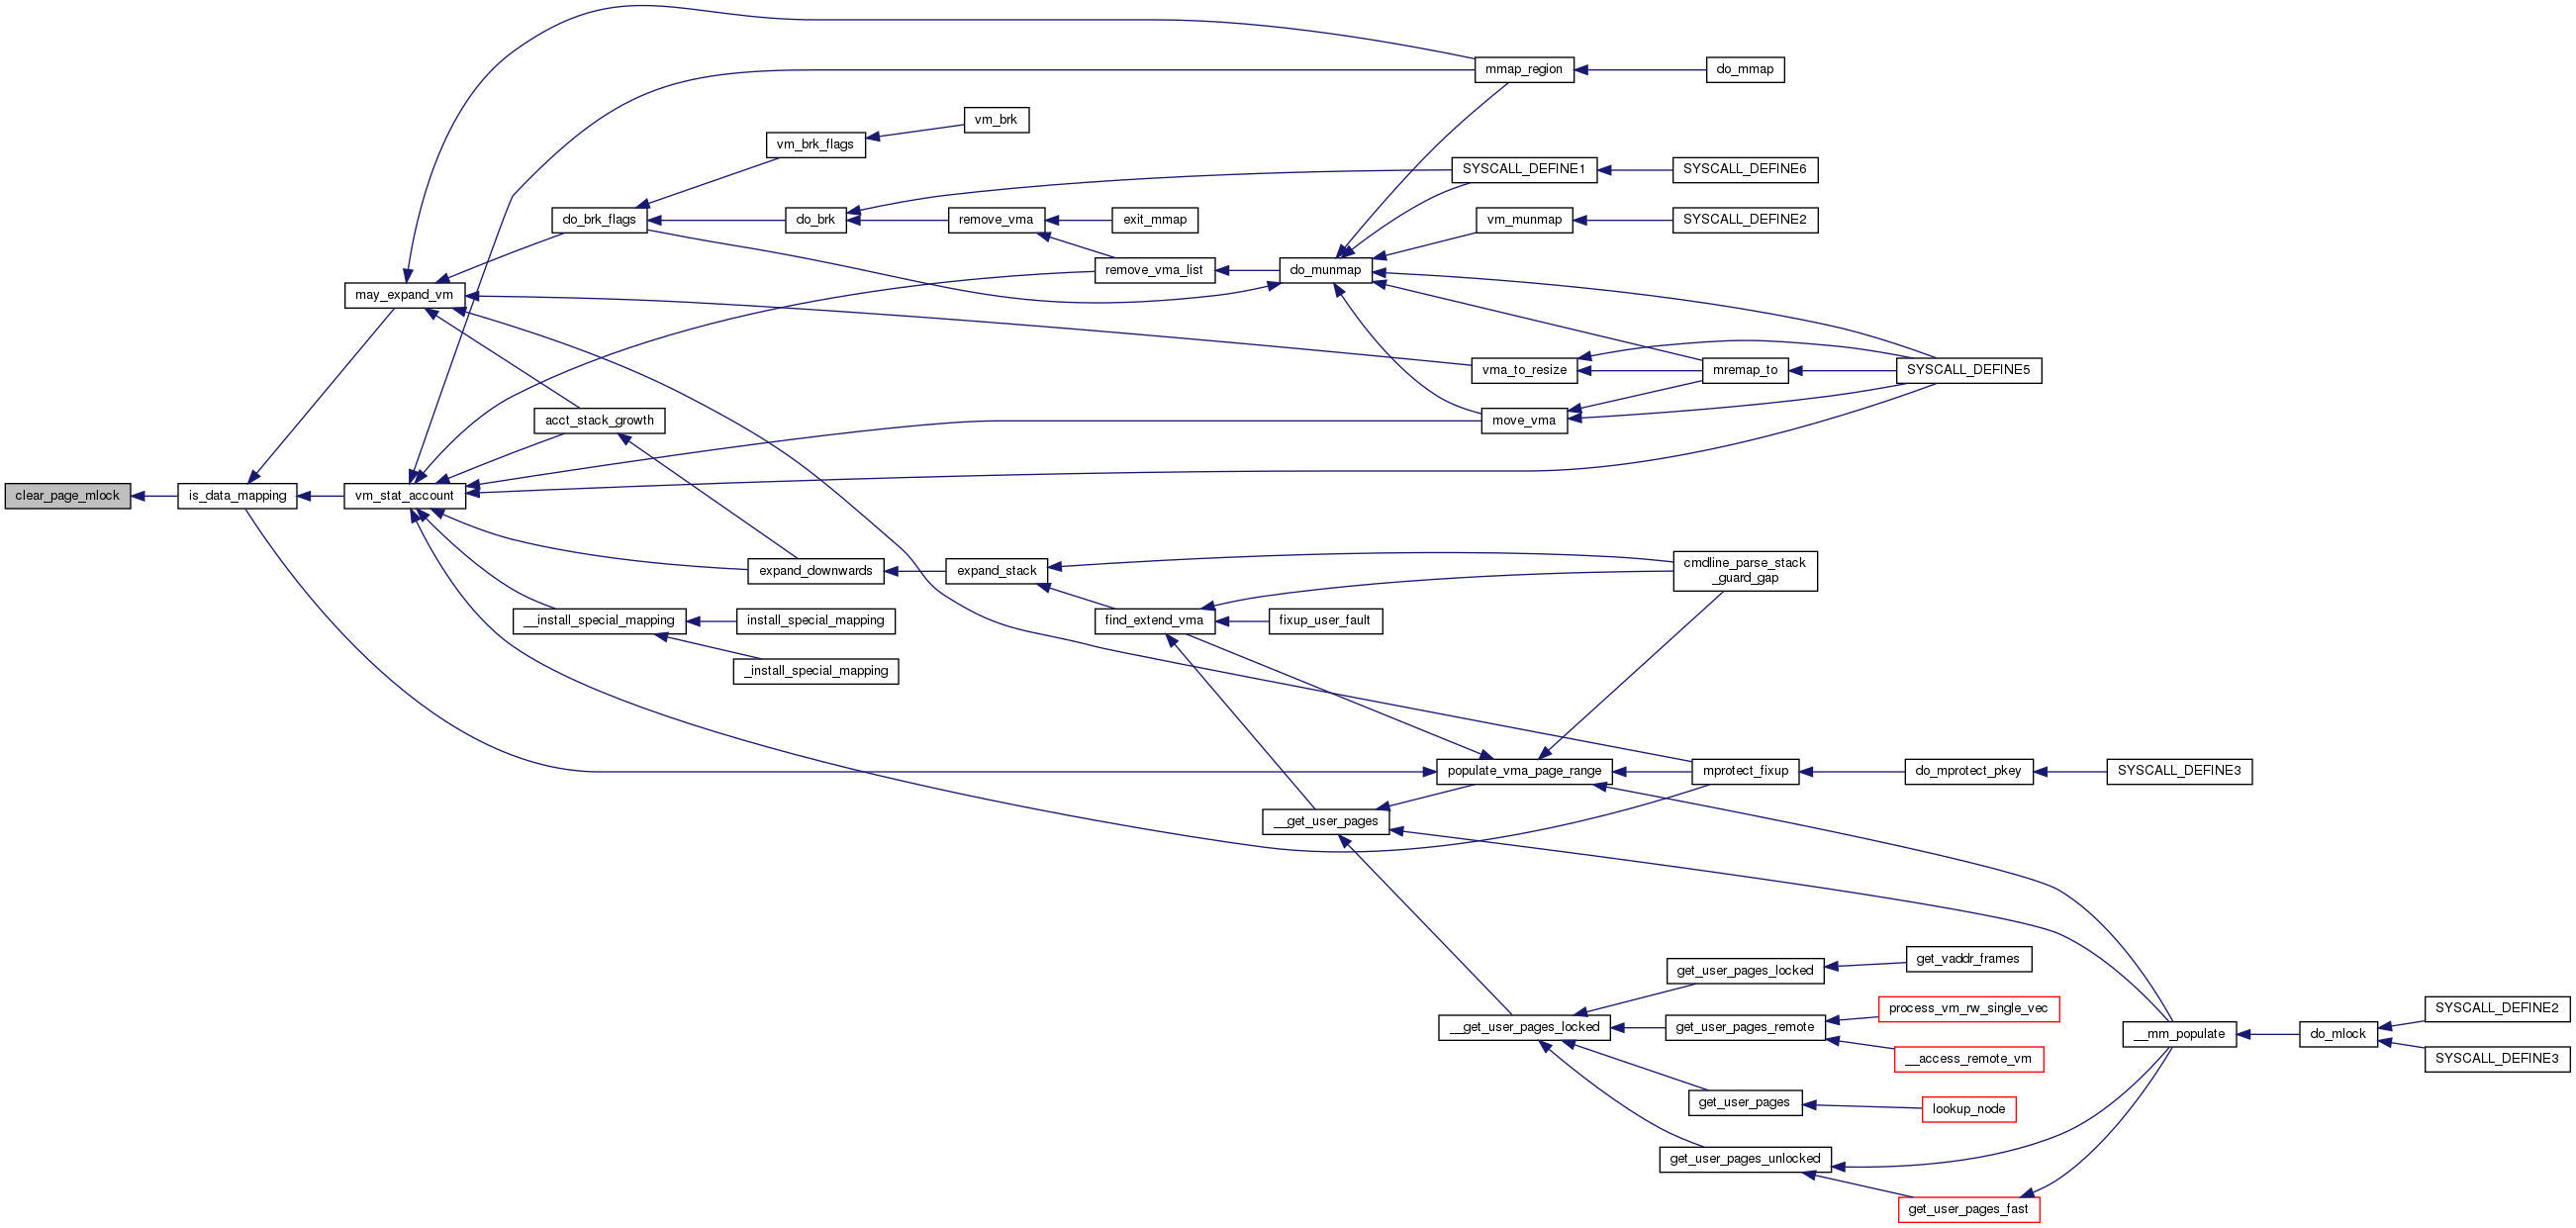 mmap_region
do_mmap
vm_brk
vm_brk_flags
SYSCALL_DEFINE1
SYSCALL_DEFINE6
do_brk_flags
do_brk
remove_vma
exit_mmap
vm_munmap
SYSCALL_DEFINE2
remove_vma_list
do_munmap
may_expand_vm
vma_to_resize
mremap_to
SYSCALL_DEFINE5
acct_stack_growth
move_vma
clear_page_mlock
is_data_mapping
vm_stat_account
expand_downwards
expand_stack
cmdline_parse_stack
_guard_gap
__install_special_mapping
install_special_mapping
find_extend_vma
fixup_user_fault
_install_special_mapping
populate_vma_page_range
mprotect_fixup
do_mprotect_pkey
SYSCALL_DEFINE3
__get_user_pages
get_user_pages_locked
get_vaddr_frames
process_vm_rw_single_vec
SYSCALL_DEFINE2
__get_user_pages_locked
get_user_pages_remote
__mm_populate
do_mlock
__access_remote_vm
SYSCALL_DEFINE3
get_user_pages
lookup_node
get_user_pages_unlocked
get_user_pages_fast